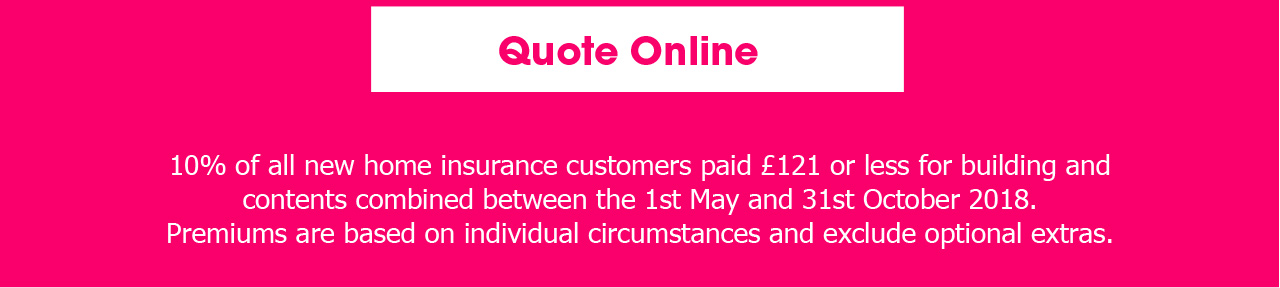 Quote Online
10% of all new home insurance customers paid £121 or less for building and
contents combined between the 1st May and 31st October 2018.
Premiums are based on individual circumstances and exclude optional extras.